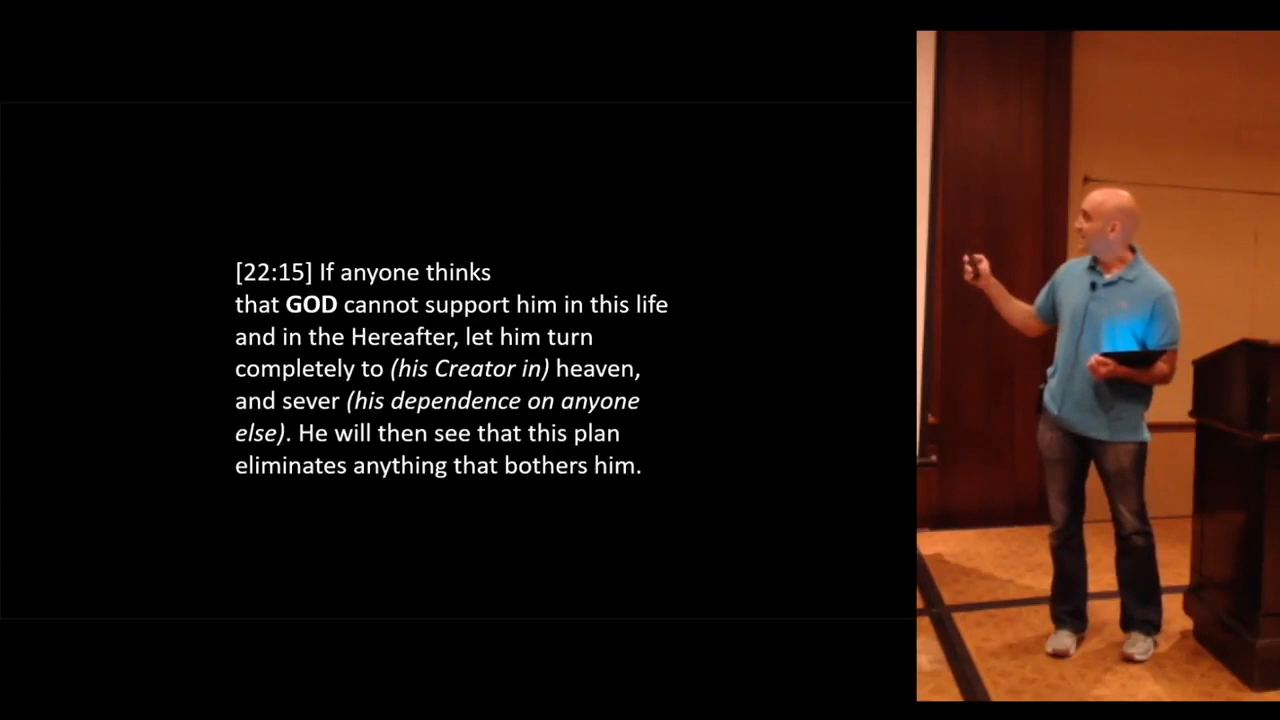 [22:15] If anyone thinks
that GOD cannot support him in this life
and in the Hereafter, let him turn
completely to (his Creator in) heaven,
and sever (his dependence on anyone
else). He will then see that this plan
eliminates anything that bothers him.